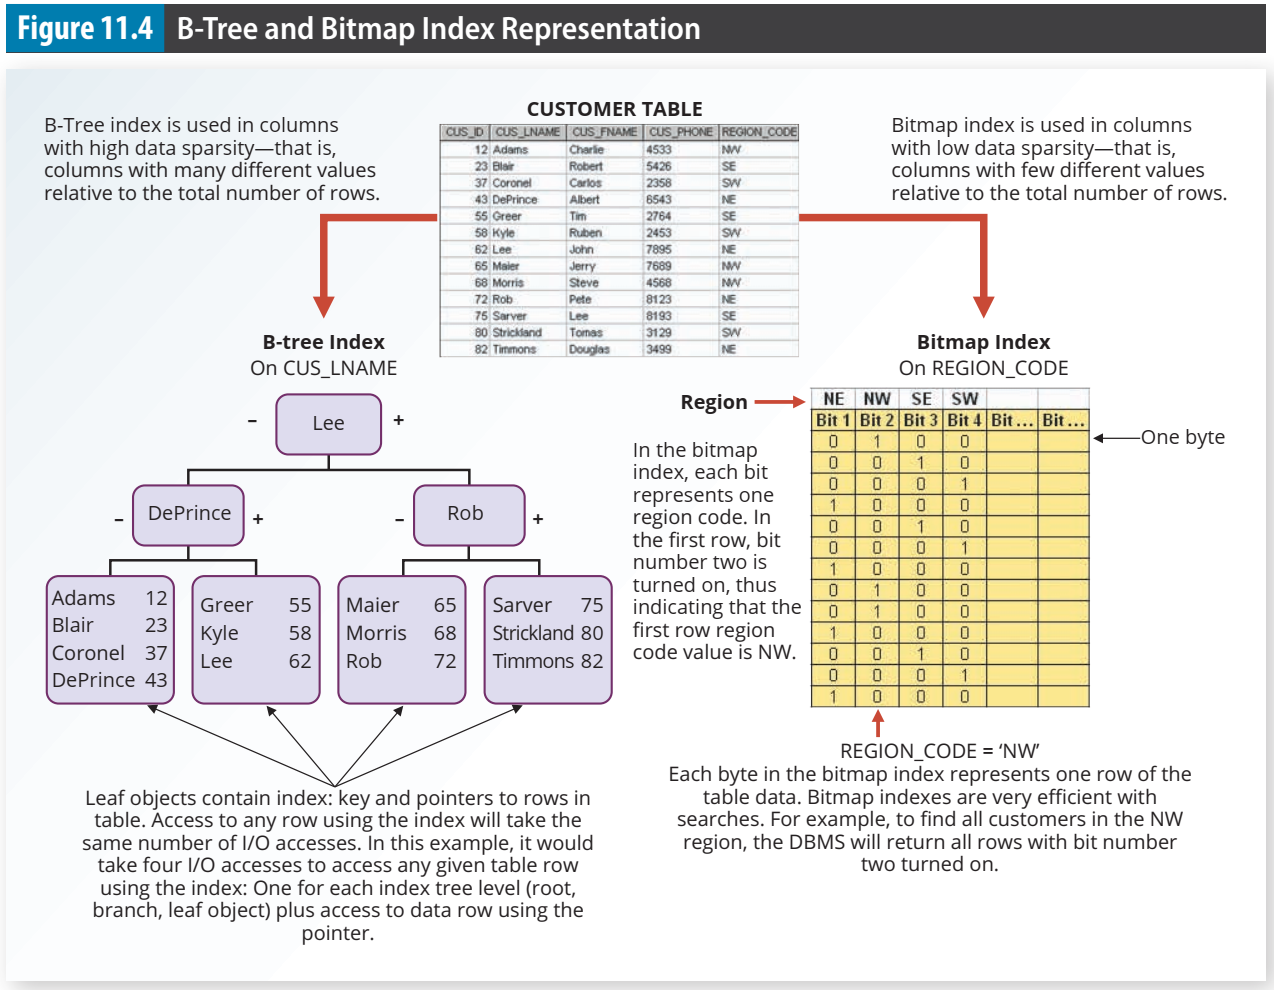 Figure 11.4 B-Tree and Bitmap Index Representation
B-Tree index is used in columns
with high data sparsity—that is,
columns with many different values
relative to the total number of rows.
CUSTOMER TABLE
CUS_ID CUS_LNAME CUS_FNAME CUS_PHONE REGION_CODE
12 Adams Charlie 4533 NW
23 Blair Robert 5426 SE
37 Coronel Carlos 2358 SW
43 DePrince Albert 6543 NE
55 Greer Tim 2764 SE
58 Kyle Ruben 2453 SW
62 Lee John 7895 NE
65 Maier Jerry 7689 NW
68 Morris Steve 4568 NW
72 Rob Pete 8123 NE
75 Sarver Lee 8193 SE
80 Strickland Tomas 3129 SW
82 Timmons Douglas 3499 NE
Bitmap index is used in columns
with low data sparsity—that is,
columns with few different values
relative to the total number of rows.
B-tree Index
On CUS_LNAME
– Lee +
– DePrince +
– Rob +
Adams 12
Blair 23
Coronel 37
DePrince 43
Greer 55
Kyle 58
Lee 62
Maier 65
Morris 68
Rob 72
Sarver 75
Strickland 80
Timmons 82
Leaf objects contain index: key and pointers to rows in
table. Access to any row using the index will take the
same number of I/O accesses. In this example, it would
take four I/O accesses to access any given table row
using the index: One for each index tree level (root,
branch, leaf object) plus access to data row using the
pointer.
Bitmap Index
On REGION_CODE
Region
In the bitmap
index, each bit
represents one
region code. In
the first row, bit
number two is
turned on, thus
indicating that the
first row region
code value is NW.
NE NW SE SW
Bit 1 Bit 2 Bit 3 Bit 4 Bit ... Bit ...
0 1 0 0
0 0 1 0
0 0 0 1
1 0 0 0
0 0 1 0
0 0 0 1
1 0 0 0
0 1 0 0
0 1 0 0
1 0 0 0
0 0 1 0
0 0 0 1
1 0 0 0
One byte
REGION_CODE = ‘NW’
Each byte in the bitmap index represents one row of the
table data. Bitmap indexes are very efficient with
searches. For example, to find all customers in the NW
region, the DBMS will return all rows with bit number
two turned on.